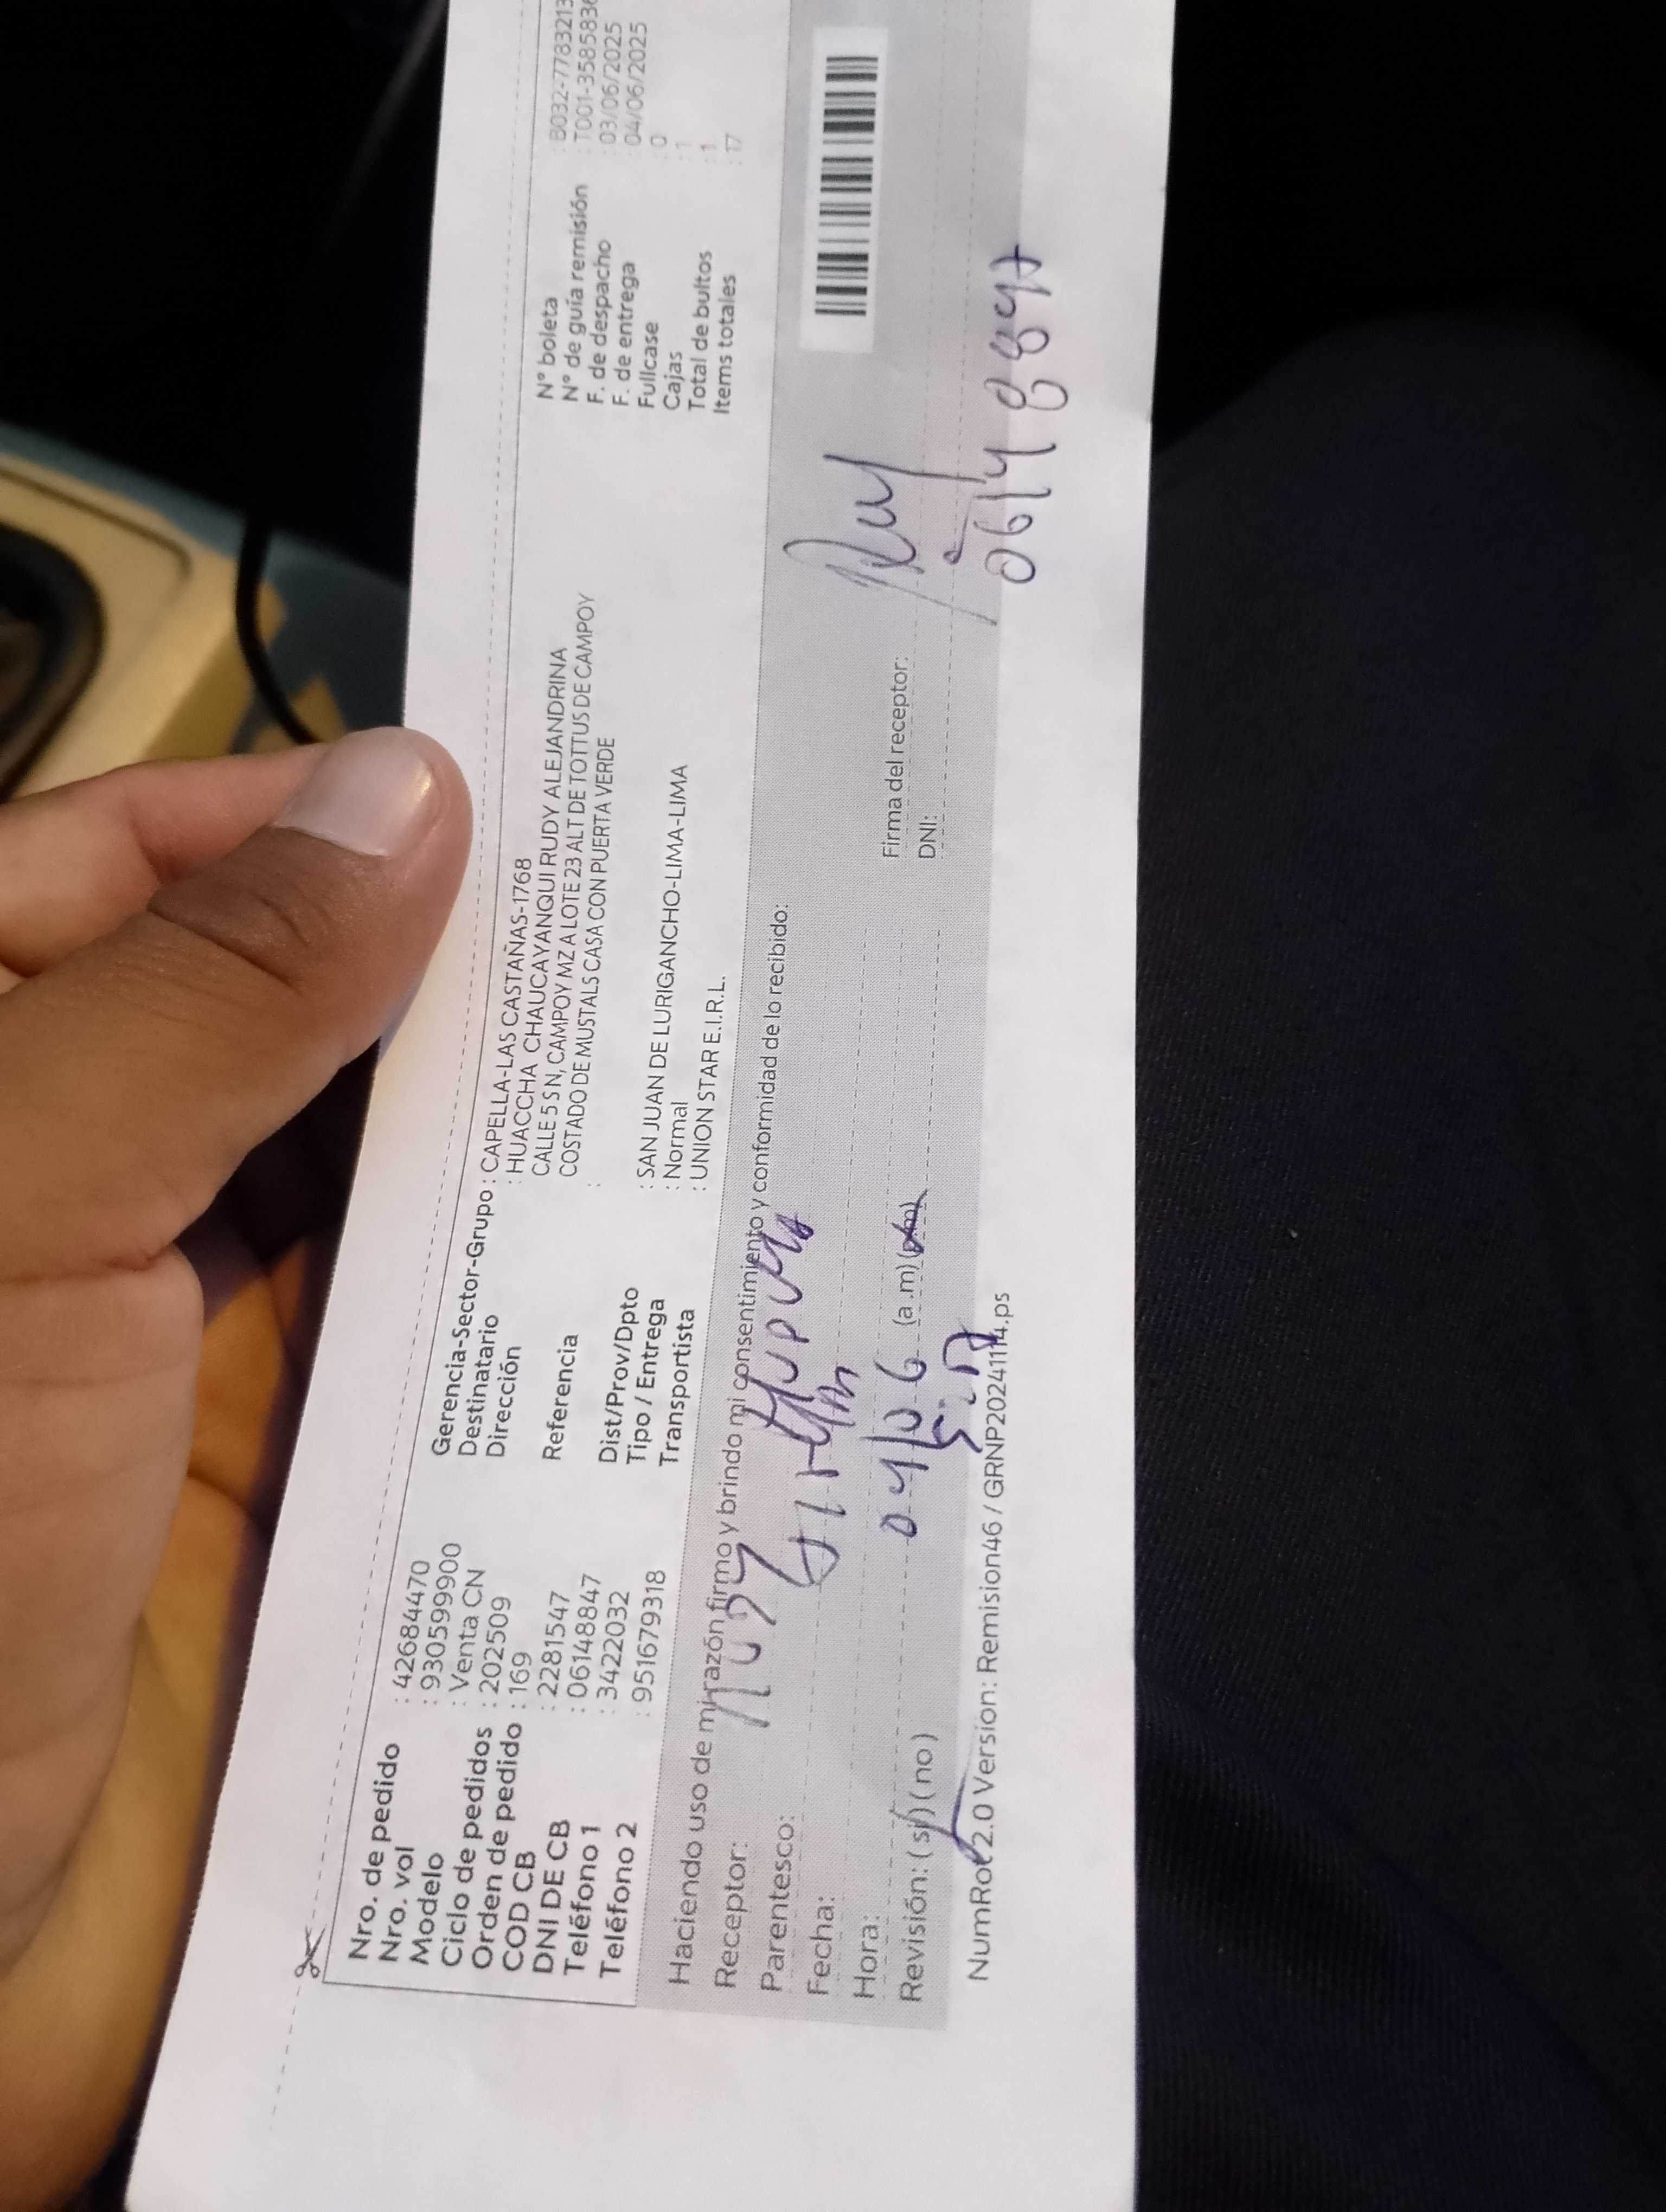 Nro. de pedido : 42684470
Nro. vol : 930599900
Modelo : Venta CN
Ciclo de pedidos : 202509
Orden de pedido : 169
COD CB : 2281547
DNI DE CB : 06148847
Teléfono 1 : 3422032
Teléfono 2 : 951679318
Gerencia-Sector-Grupo : CAPELLA-LAS CASTAÑAS-1768
Destinatario : HUACCHA CHAUCAYANQUI RUDY ALEJANDRINA
Dirección CALLE 5 S N, CAMPOY MZ A LOTE 23 ALT DE TOTTUS DE CAMPOY
COSTADO DE MUSTALS CASA CON PUERTA VERDE
Referencia :
Dist/Prov/Dpto : SAN JUAN DE LURIGANCHO-LIMA-LIMA
Tipo / Entrega : Normal
Transportista : UNION STAR E.I.R.L.
N° boleta : B032-7783213
N° de guía remisión : T001-3585836
F. de despacho : 03/06/2025
F. de entrega : 04/06/2025
Fullcase : 0
Cajas : 1
Total de bultos : 1
Items totales : 17
Haciendo uso de mi razón firmo y brindo mi consentimiento y conformidad de lo recibido:
Receptor:
Parentesco:
Fecha: 04/06
Hora: (a.m) (p.m)
Revisión: ( si ) ( no )
Firma del receptor:
DNI: 06148847
NumRot 2.0 Version: Remision46 / GRNP20241114.ps